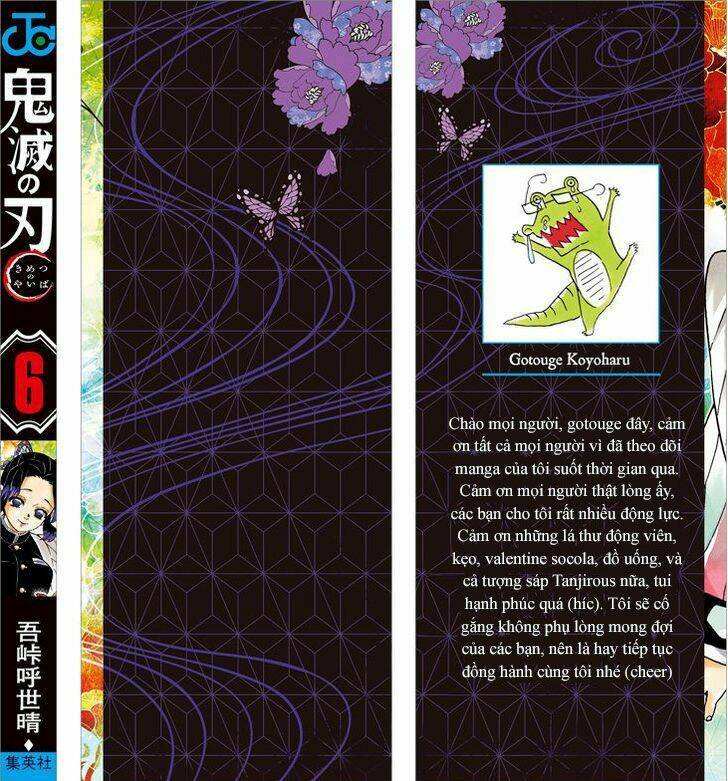 鬼滅の刃
きめつ
の
やいば
6
吾峠呼世晴
集英社
Gotouge Koyoharu
Chào mọi người, gotouge đây, cảm
ơn tất cả mọi người vì đã theo dõi
manga của tôi suốt thời gian qua.
Cảm ơn mọi người thật lòng ấy,
các bạn cho tôi rất nhiều động lực.
Cảm ơn những lá thư động viên,
kẹo, valentine socola, đồ uống, và
cả tượng sáp Tanjirous nữa, tui
hạnh phúc quá (híc). Tôi sẽ cố
gắng không phụ lòng mong đợi
của các bạn, nên là hay tiếp tục
đồng hành cùng tôi nhé (cheer)